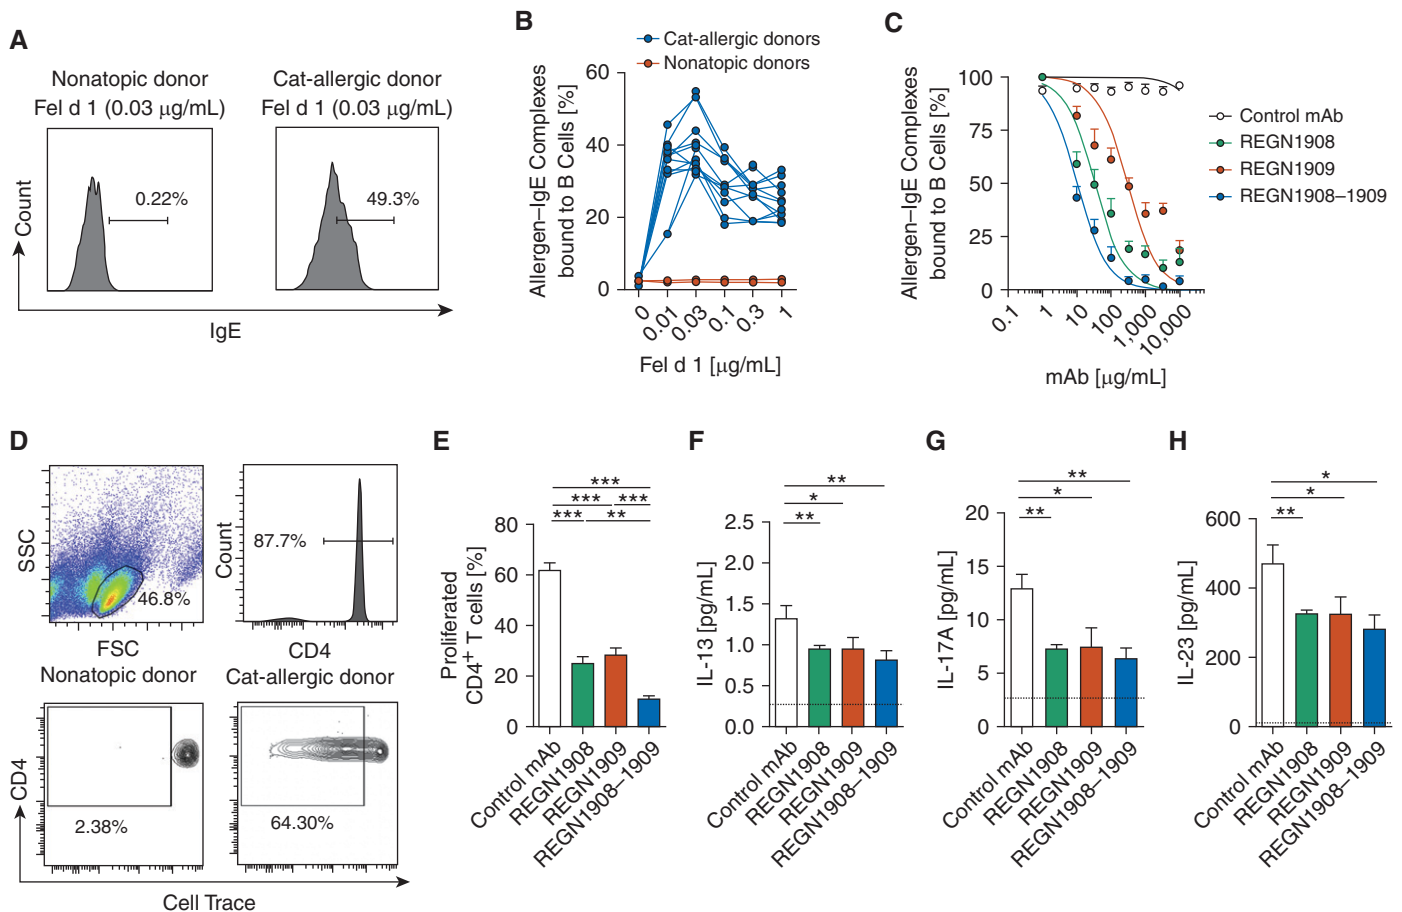 A
Nonatopic donor
Fel d 1 (0.03 μg/mL)
Cat-allergic donor
Fel d 1 (0.03 μg/mL)
0.22%
49.3%
Count
IgE
B
Cat-allergic donors
Nonatopic donors
Allergen–IgE Complexes
bound to B Cells [%]
60
40
20
0
0
0.01
0.03
0.1
0.3
1
Fel d 1 [μg/mL]
C
Allergen–IgE Complexes
bound to B Cells [%]
100
75
50
25
0
0.1
1
10
100
1,000
10,000
mAb [μg/mL]
Control mAb
REGN1908
REGN1909
REGN1908–1909
D
SSC
46.8%
FSC
Count
87.7%
CD4
Nonatopic donor
Cat-allergic donor
CD4
2.38%
64.30%
Cell Trace
E
***
*** ***
*** **
Proliferated
CD4+ T cells [%]
80
60
40
20
0
Control mAb
REGN1908
REGN1909
REGN1908–1909
F
**
*
**
IL-13 [pg/mL]
2.5
2.0
1.5
1.0
0.5
0.0
Control mAb
REGN1908
REGN1909
REGN1908–1909
G
**
*
**
IL-17A [pg/mL]
20
15
10
5
0
Control mAb
REGN1908
REGN1909
REGN1908–1909
H
*
*
**
IL-23 [pg/mL]
600
400
200
0
Control mAb
REGN1908
REGN1909
REGN1908–1909